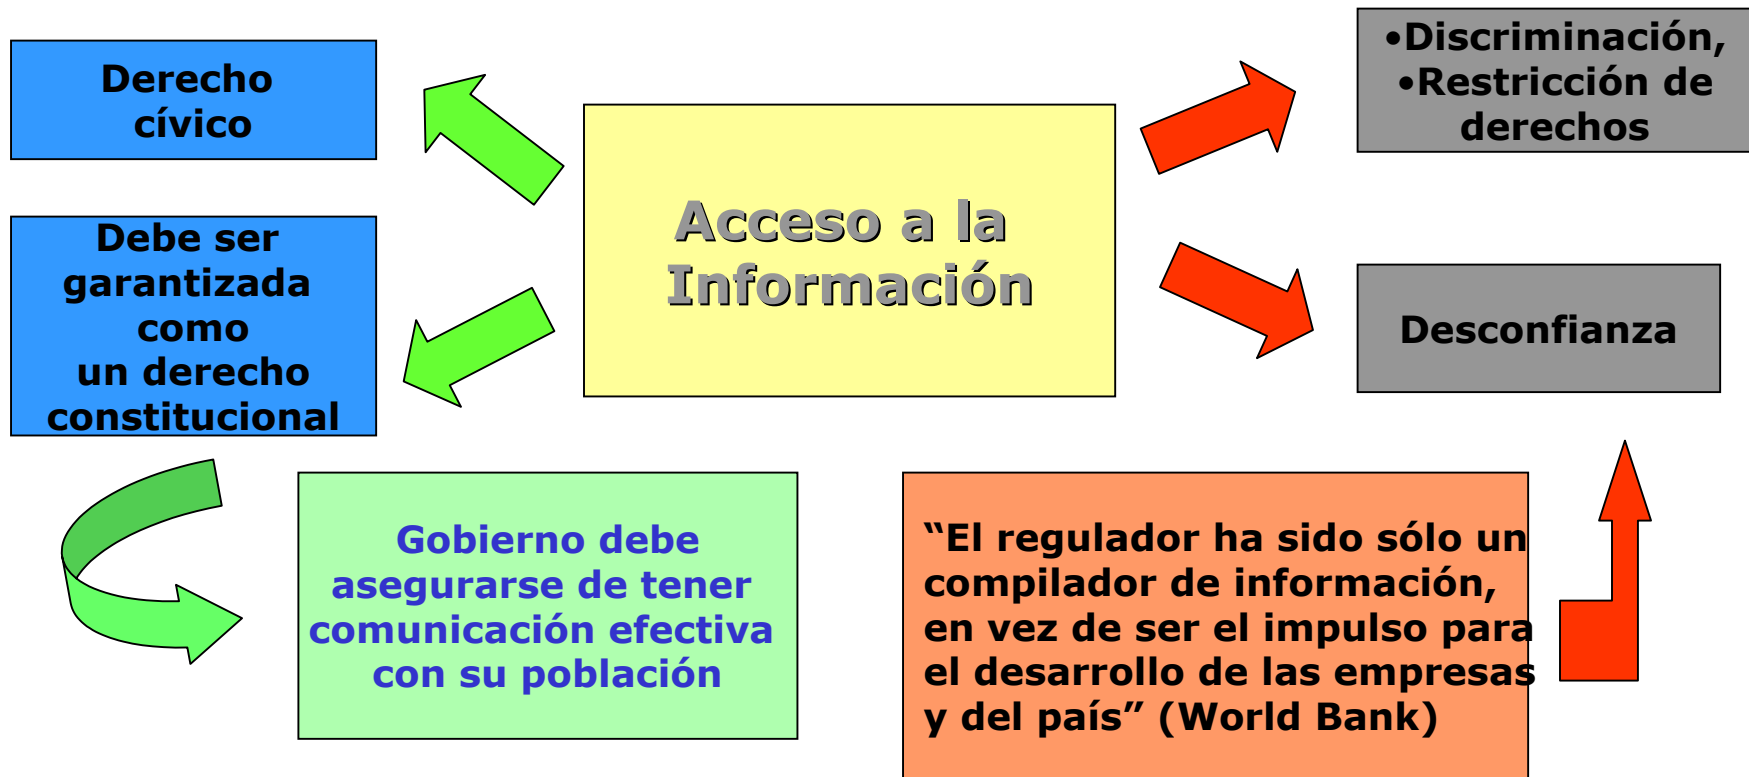 Derecho
cívico
Debe ser
garantizada
como
un derecho
constitucional
Acceso a la
Información
•Discriminación,
•Restricción de
derechos
Desconfianza
Gobierno debe
asegurarse de tener
comunicación efectiva
con su población
“El regulador ha sido sólo un
compilador de información,
en vez de ser el impulso para
el desarrollo de las empresas
y del país” (World Bank)